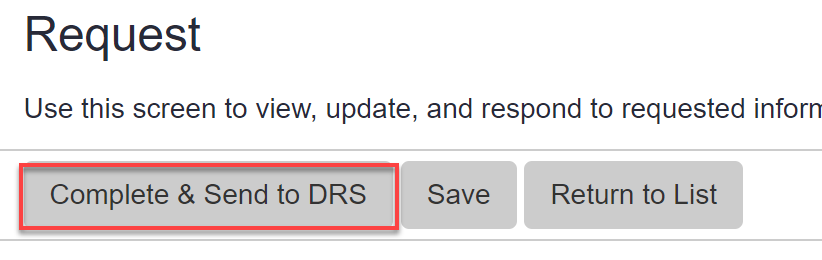 Request
Use this screen to view, update, and respond to requested
Complete & Send to DRS Save Return to List